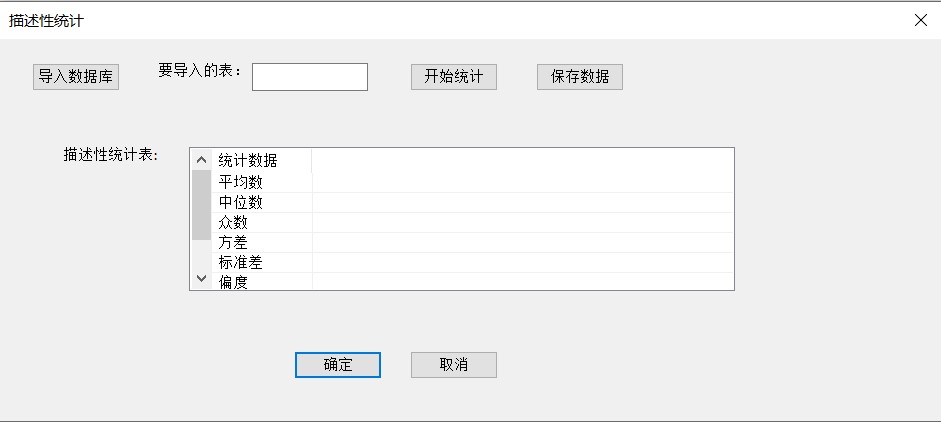 描述性统计
导入数据库 要导入的表： 开始统计 保存数据
描述性统计表:
统计数据
平均数
中位数
众数
方差
标准差
偏度
确定 取消